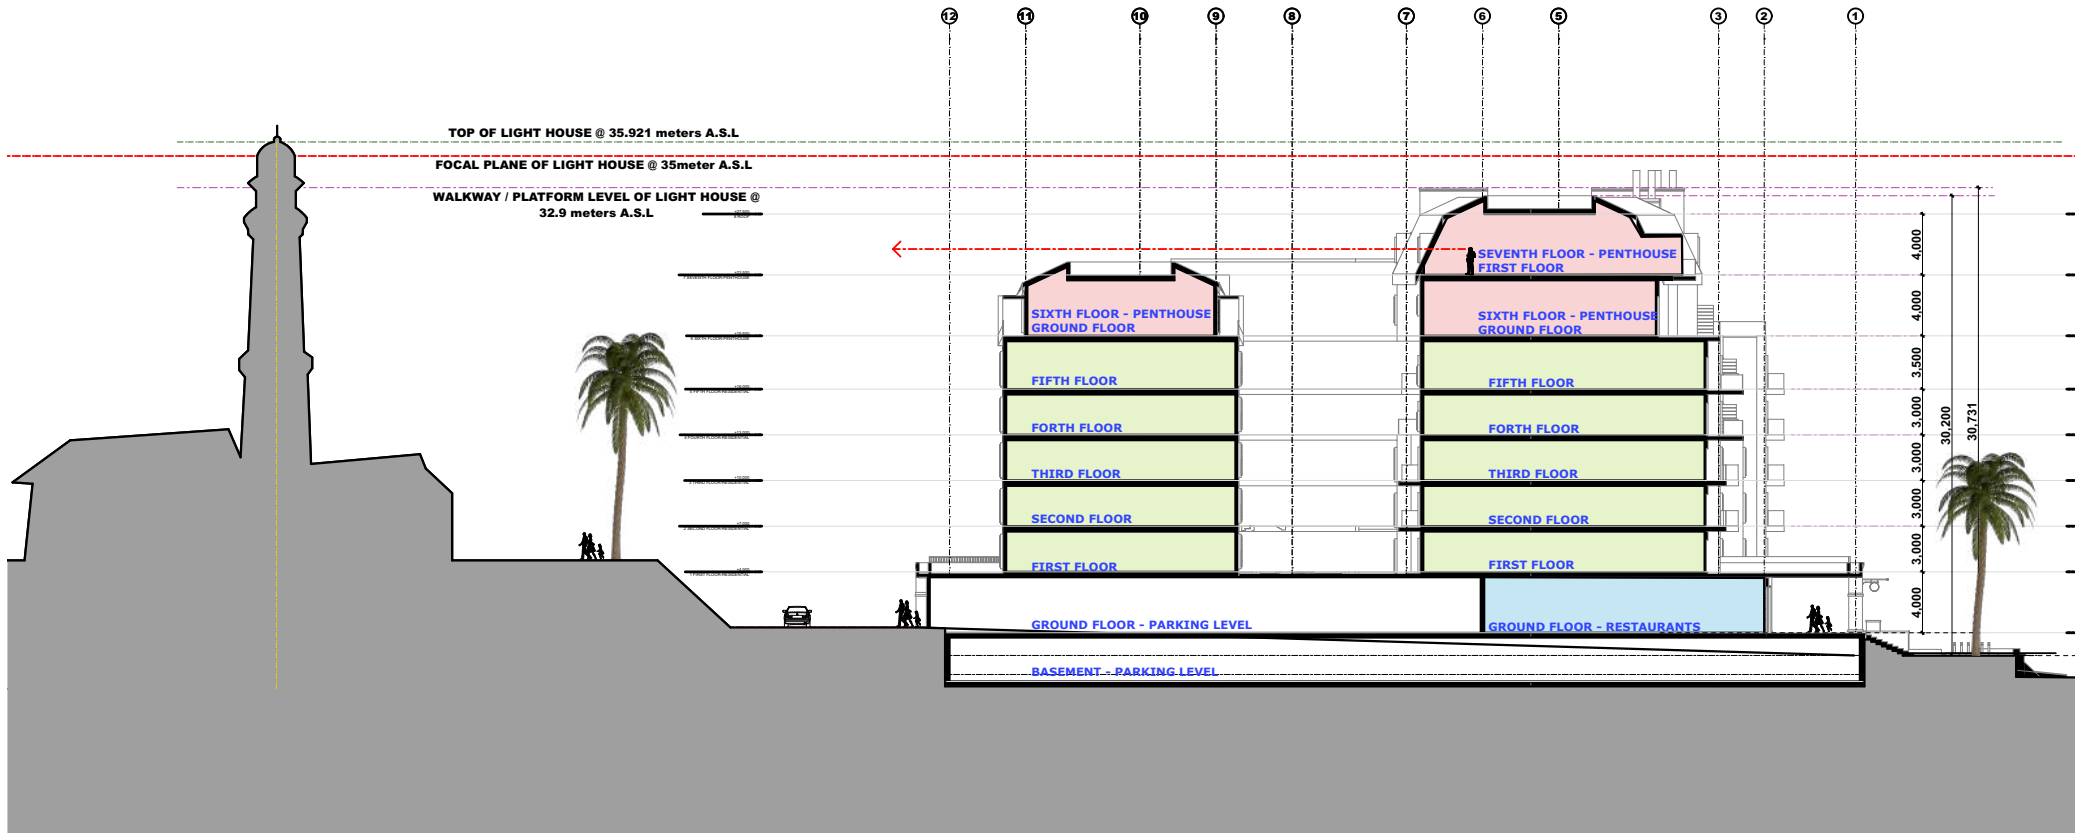 12 11 10 9 8 7 6 5 3 2 1
TOP OF LIGHT HOUSE @ 35.921 meters A.S.L
FOCAL PLANE OF LIGHT HOUSE @ 35meter A.S.L
WALKWAY / PLATFORM LEVEL OF LIGHT HOUSE @
32.9 meters A.S.L
SEVENTH FLOOR - PENTHOUSE
FIRST FLOOR
SIXTH FLOOR - PENTHOUSE
GROUND FLOOR
SIXTH FLOOR - PENTHOUSE
GROUND FLOOR
FIFTH FLOOR
FIFTH FLOOR
FORTH FLOOR
FORTH FLOOR
THIRD FLOOR
THIRD FLOOR
SECOND FLOOR
SECOND FLOOR
FIRST FLOOR
FIRST FLOOR
GROUND FLOOR - PARKING LEVEL
GROUND FLOOR - RESTAURANTS
BASEMENT - PARKING LEVEL
4,000
4,000
3,500
3,000
3,000
3,000
3,000
4,000
30,200
30,731